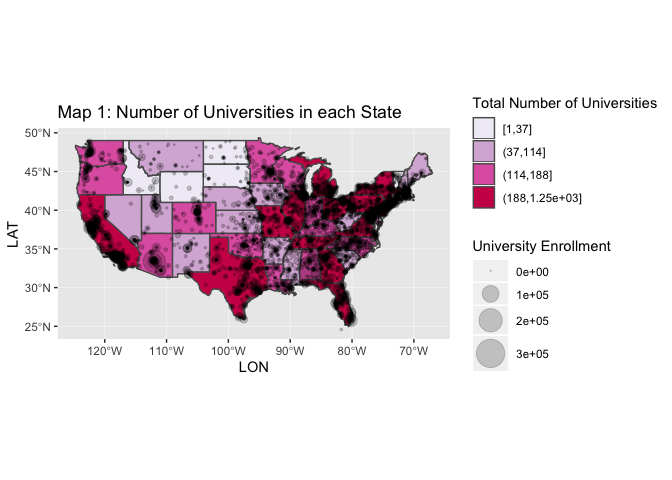 Map 1: Number of Universities in each State
50°N
45°N
40°N
35°N
30°N
25°N
LAT
120°W 110°W 100°W 90°W 80°W 70°W
LON
Total Number of Universities
[1,37]
(37,114]
(114,188]
(188,1.25e+03]
University Enrollment
0e+00
1e+05
2e+05
3e+05